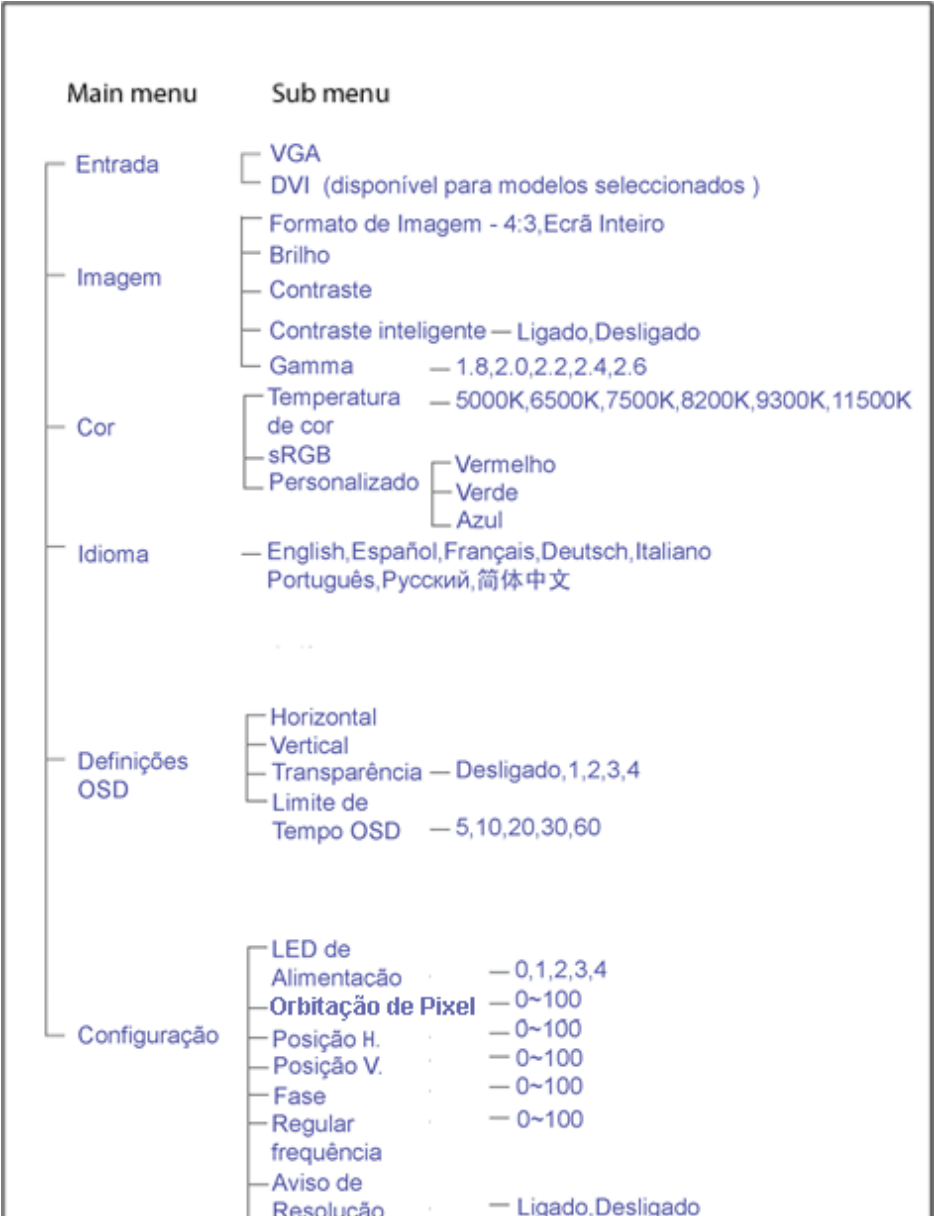 Main menu Sub menu
Entrada VGA
DVI (disponível para modelos seleccionados )
Imagem Formato de Imagem - 4:3,Ecrã Inteiro
Brilho
Contraste
Contraste inteligente — Ligado,Desligado
Gamma — 1.8,2.0,2.2,2.4,2.6
Cor Temperatura — 5000K,6500K,7500K,8200K,9300K,11500K
de cor
sRGB
Personalizado Vermelho
Verde
Azul
Idioma — English,Español,Français,Deutsch,Italiano
Português,Русский,简体中文
Definições Horizontal
OSD Vertical
Transparência — Desligado,1,2,3,4
Limite de
Tempo OSD — 5,10,20,30,60
Configuração LED de
Alimentação — 0,1,2,3,4
Orbitação de Pixel — 0~100
Posição H. — 0~100
Posição V. — 0~100
Fase — 0~100
Regular — 0~100
frequência
Aviso de
Resolução — Ligado,Desligado